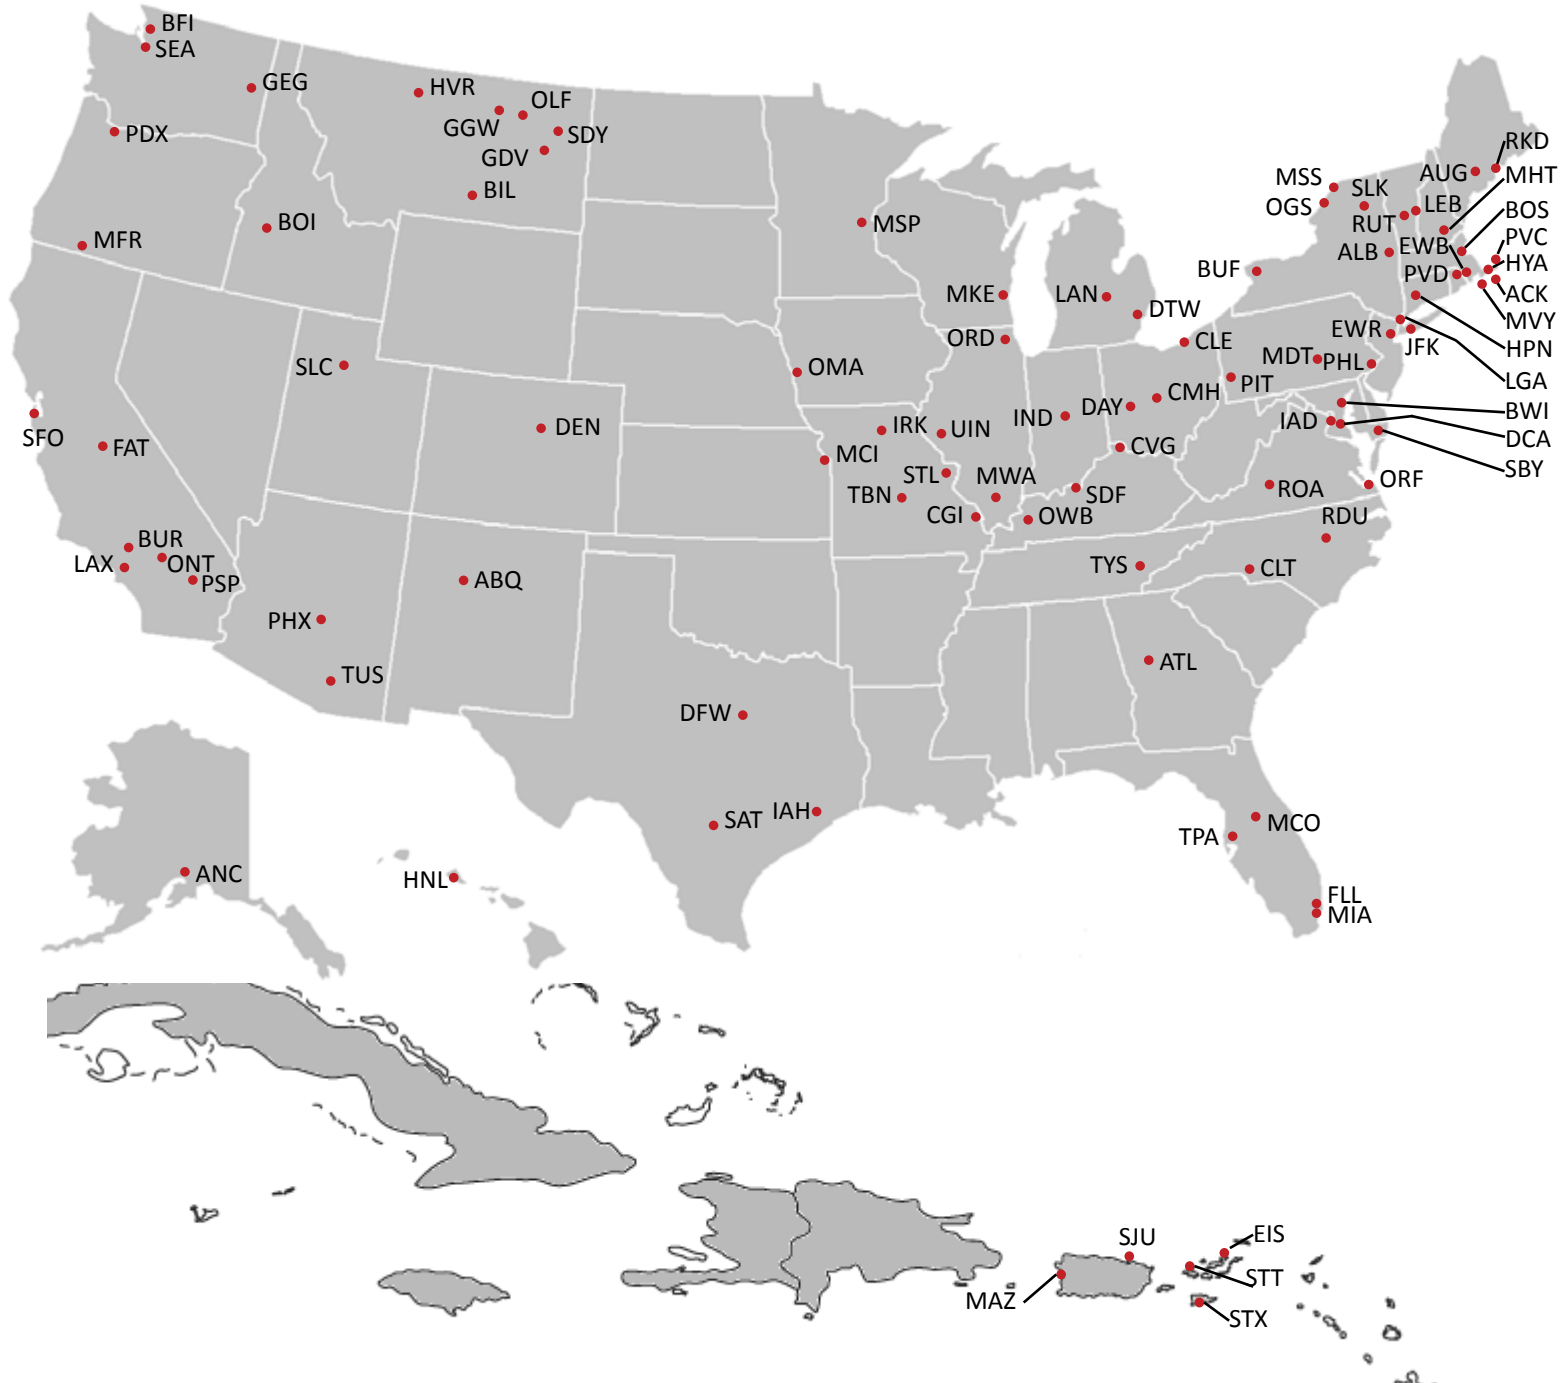 BFI
SEA
GEG
HVR
OLF
GGW
SDY
PDX
GDV
BIL
RKD
AUG
MHT
MSS
SLK
OGS
LEB
BOS
RUT
BOI
MSP
MFR
PVC
EWB
ALB
HYA
BUF
PVD
ACK
MKE
LAN
DTW
MVY
EWR
JFK
HPN
ORD
CLE
MDT
PHL
SLC
OMA
PIT
LGA
CMH
DAY
BWI
IND
IAD
SFO
DEN
IRK
UIN
DCA
FAT
CVG
MCI
SBY
STL
MWA
ORF
TBN
SDF
ROA
CGI
OWB
RDU
BUR
LAX
ONT
TYS
CLT
PSP
ABQ
PHX
ATL
TUS
DFW
IAH
SAT
MCO
TPA
ANC
HNL
FLL
MIA
SJU
EIS
STT
MAZ
STX